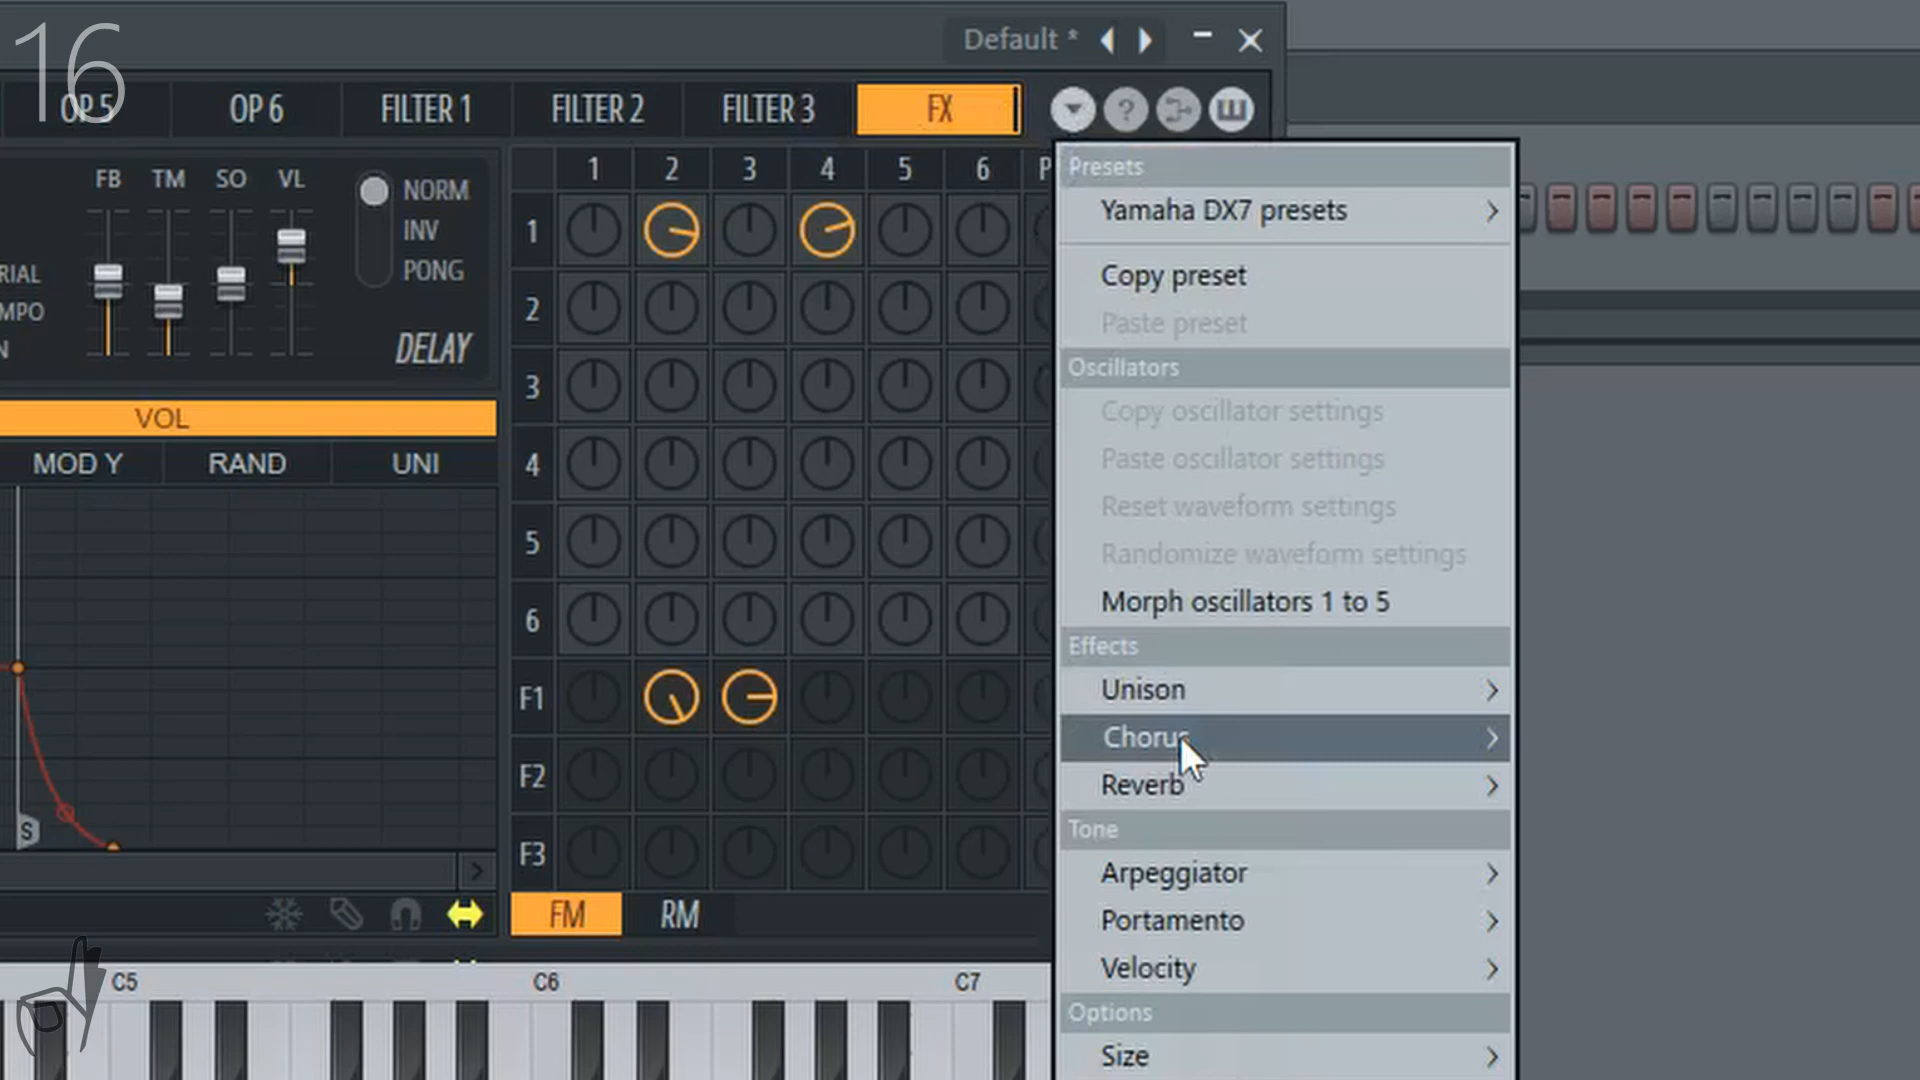 16
Default *
OP 5 OP 6 FILTER 1 FILTER 2 FILTER 3 FX ?
FB TM SO VL
NORM
INV
PONG
RIAL
MPO
N
DELAY
VOL
MOD Y RAND UNI
S
1 2 3 4 5 6 P
1
2
3
4
5
6
F1
F2
F3
FM RM
C5 C6 C7
Presets
Yamaha DX7 presets
Copy preset
Paste preset
Oscillators
Copy oscillator settings
Paste oscillator settings
Reset waveform settings
Randomize waveform settings
Morph oscillators 1 to 5
Effects
Unison
Chorus
Reverb
Tone
Arpeggiator
Portamento
Velocity
Options
Size